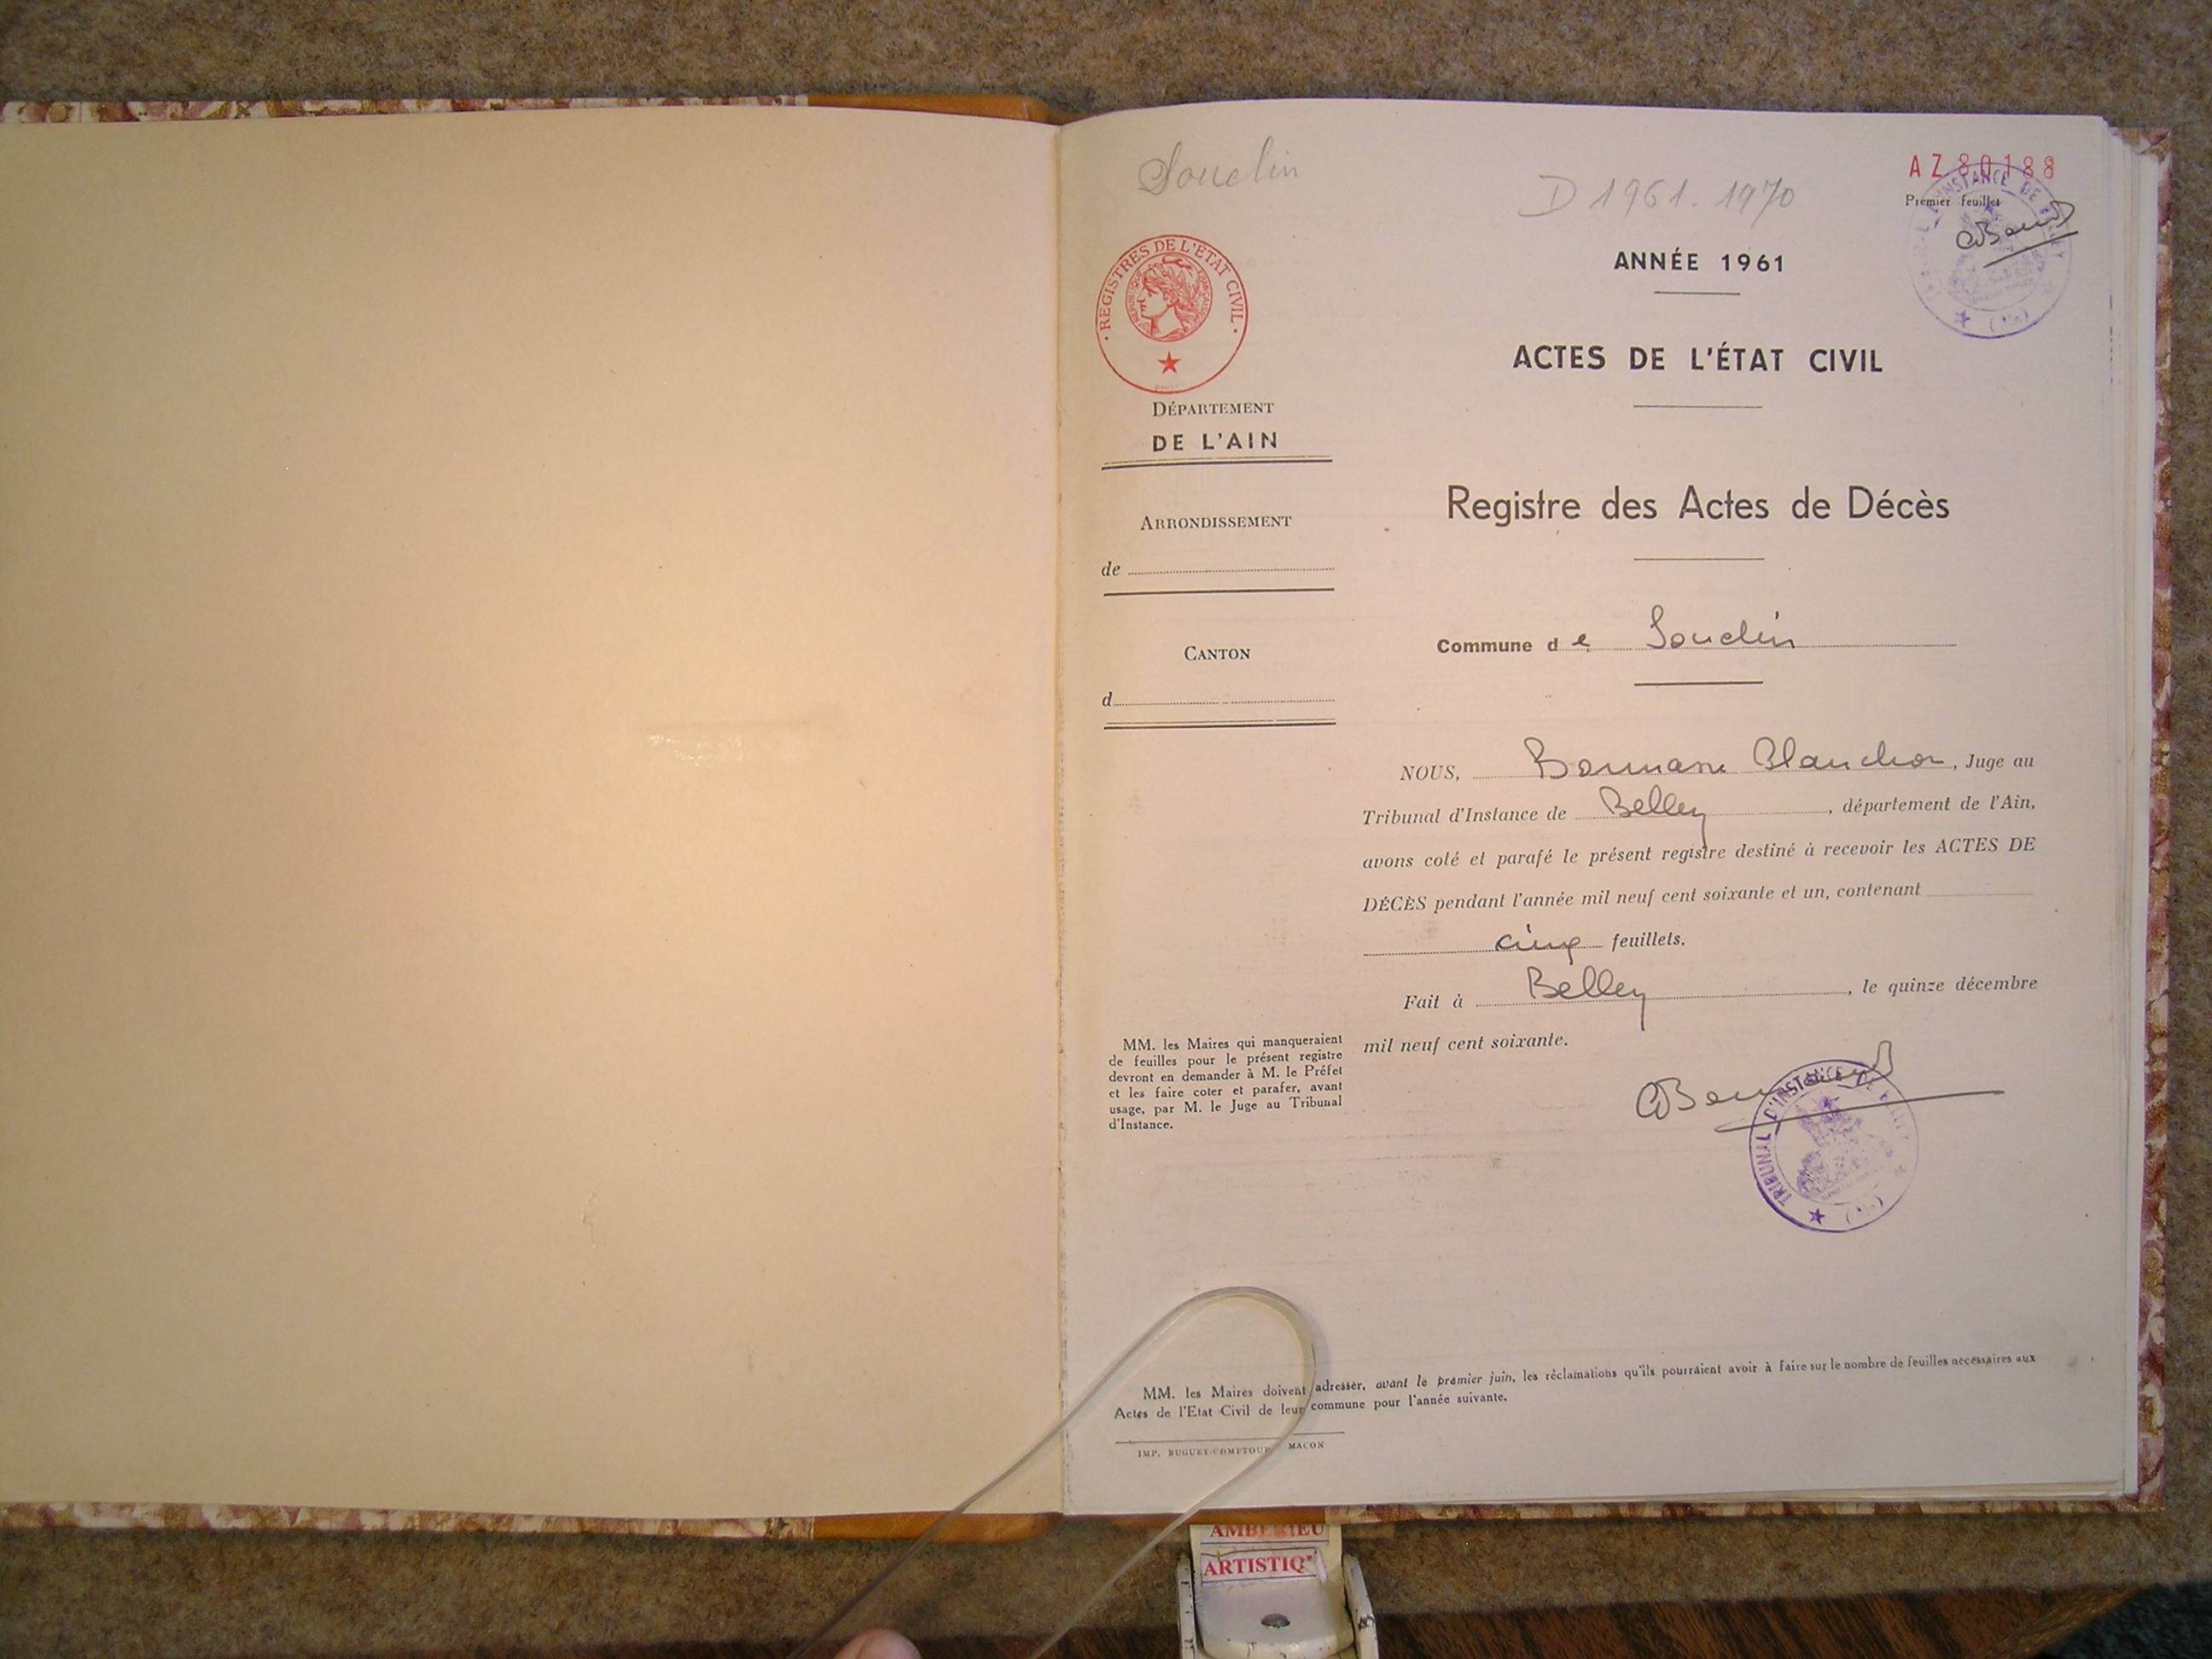 Souclin
D 1961.1970
AZ 80188
Premier feuillet
REGISTRES DE L'ÉTAT CIVIL
ANNÉE 1961
ACTES DE L'ÉTAT CIVIL
DÉPARTEMENT
DE L'AIN
Registre des Actes de Décès
ARRONDISSEMENT
de
Commune de Souclin
CANTON
d
NOUS, Blanchon, Juge au
Tribunal d'Instance de Belley, département de l'Ain,
avons coté et parafé le présent registre destiné à recevoir les ACTES DE
DÉCÈS pendant l'année mil neuf cent soixante et un, contenant
cinq feuillets.
Fait à Belley, le quinze décembre
mil neuf cent soixante.
MM. les Maires qui manqueraient
de feuilles pour le présent registre
devront en demander à M. le Préfet
et les faire coter et parafer, avant
usage, par M. le Juge au Tribunal
d'Instance.
TRIBUNAL D'INSTANCE DE
MM. les Maires doivent adresser, avant le premier juin, les réclamations qu'ils pourraient avoir à faire sur le nombre de feuilles nécessaires aux
Actes de l'Etat Civil de leur commune pour l'année suivante.
IMP. BUGUET-COMPTOUR MACON
AMBERIEU
ARTISTIQ